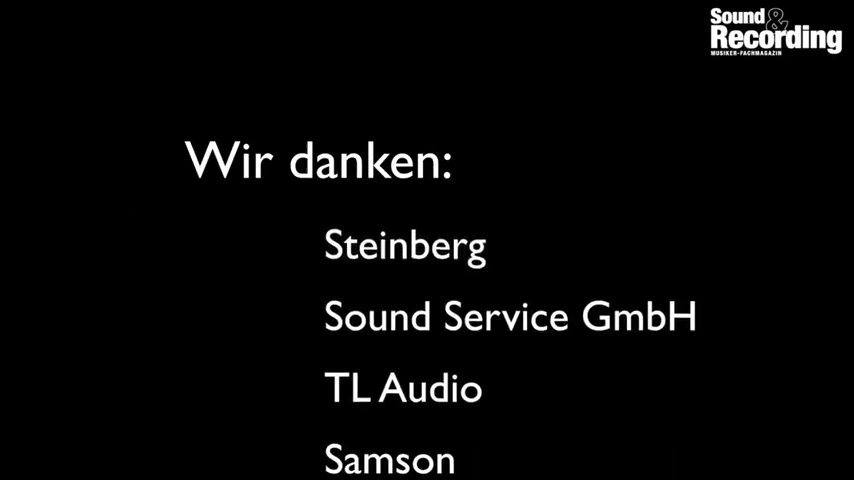 Sound &
Recording
MUSIKER-FACHMAGAZIN
Wir danken:
Steinberg
Sound Service GmbH
TL Audio
Samson